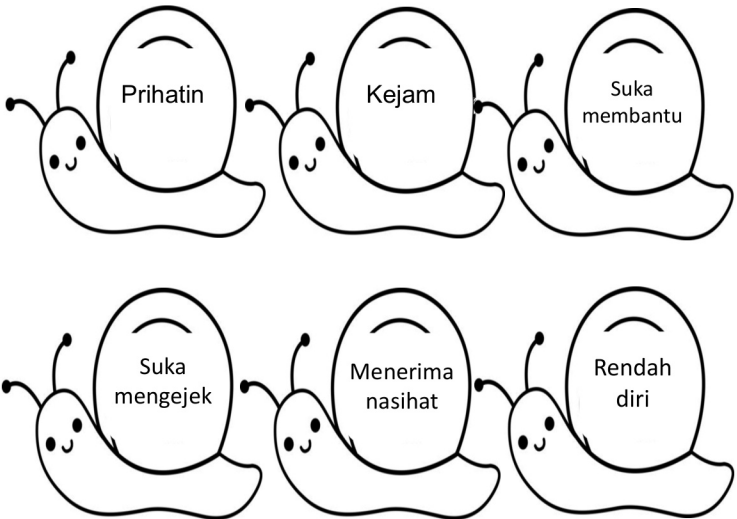 Prihatin
Kejam
Suka
membantu
Suka
mengejek
Menerima
nasihat
Rendah
diri